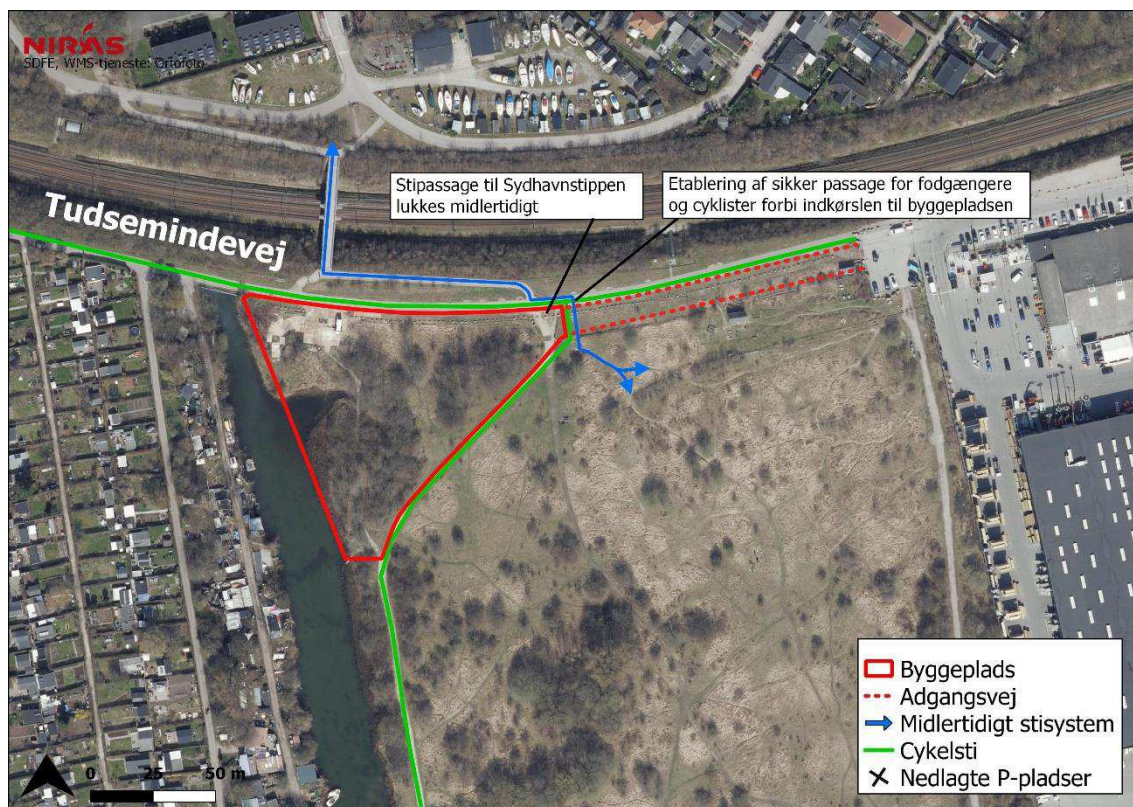 NIRAS
SDFE, WMS-tjeneste: Ortofoto
Stipassage til Sydhavnstippen
lukkes midlertidigt
Etablering af sikker passage for fodgængere
og cyklister forbi indkørslen til byggepladsen
Tudsemindevej
Byggeplads
Adgangsvej
Midlertidigt stisystem
Cykelsti
Nedlagte P-pladser
0 25 50 m